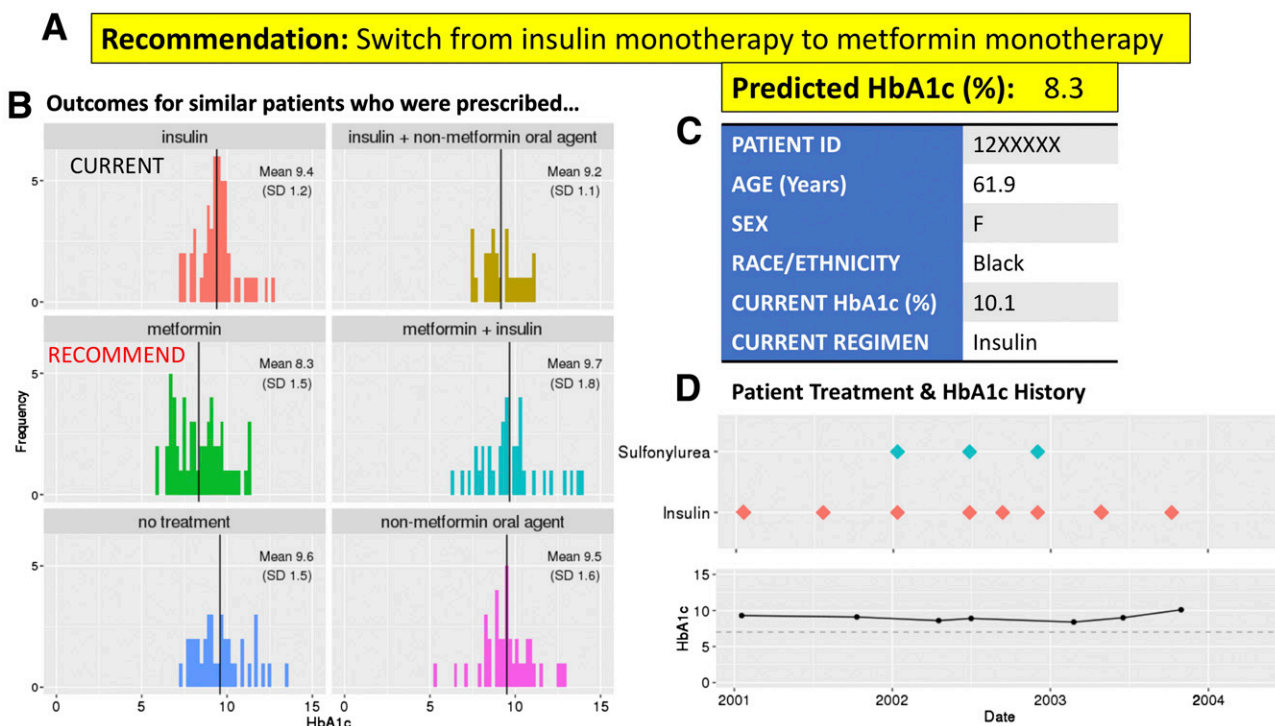 A
Recommendation: Switch from insulin monotherapy to metformin monotherapy
Predicted HbA1c (%): 8.3
B
Outcomes for similar patients who were prescribed...
insulin
CURRENT
Mean 9.4
(SD 1.2)
5
0
insulin + non-metformin oral agent
Mean 9.2
(SD 1.1)
metformin
RECOMMEND
Mean 8.3
(SD 1.5)
5
0
metformin + insulin
Mean 9.7
(SD 1.8)
no treatment
Mean 9.6
(SD 1.5)
5
0
non-metformin oral agent
Mean 9.5
(SD 1.6)
Frequency
0 5 10 15 0 5 10 15
HbA1c
C
PATIENT ID 12XXXXX
AGE (Years) 61.9
SEX F
RACE/ETHNICITY Black
CURRENT HbA1c (%) 10.1
CURRENT REGIMEN Insulin
D
Patient Treatment & HbA1c History
Sulfonylurea
Insulin
HbA1c
15
10
5
0
2001 2002 2003 2004
Date